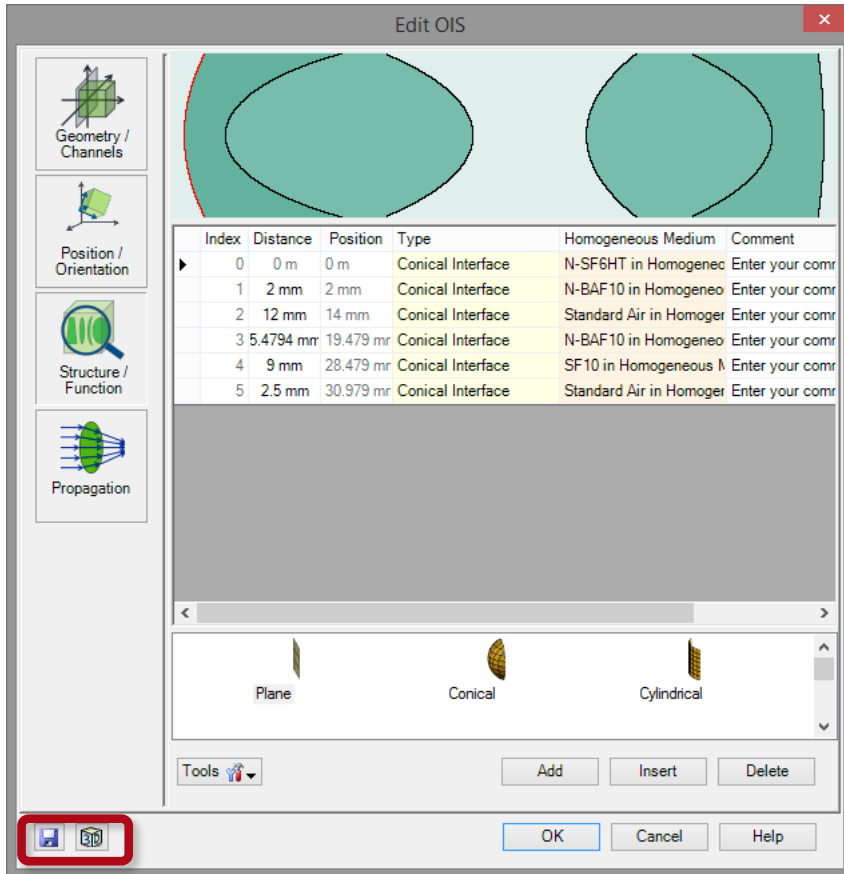 Edit OIS
Geometry /
Channels
Position /
Orientation
Structure /
Function
Propagation
Index Distance Position Type Homogeneous Medium Comment
0 0 m 0 m Conical Interface N-SF6HT in Homogeneo Enter your comr
1 2 mm 2 mm Conical Interface N-BAF10 in Homogeneo Enter your comr
2 12 mm 14 mm Conical Interface Standard Air in Homoger Enter your comr
3 5.4794 mm 19.479 mr Conical Interface N-BAF10 in Homogeneo Enter your comr
4 9 mm 28.479 mr Conical Interface SF10 in Homogeneous M Enter your comr
5 2.5 mm 30.979 mr Conical Interface Standard Air in Homoger Enter your comr
Plane Conical Cylindrical
Tools Add Insert Delete
3D OK Cancel Help